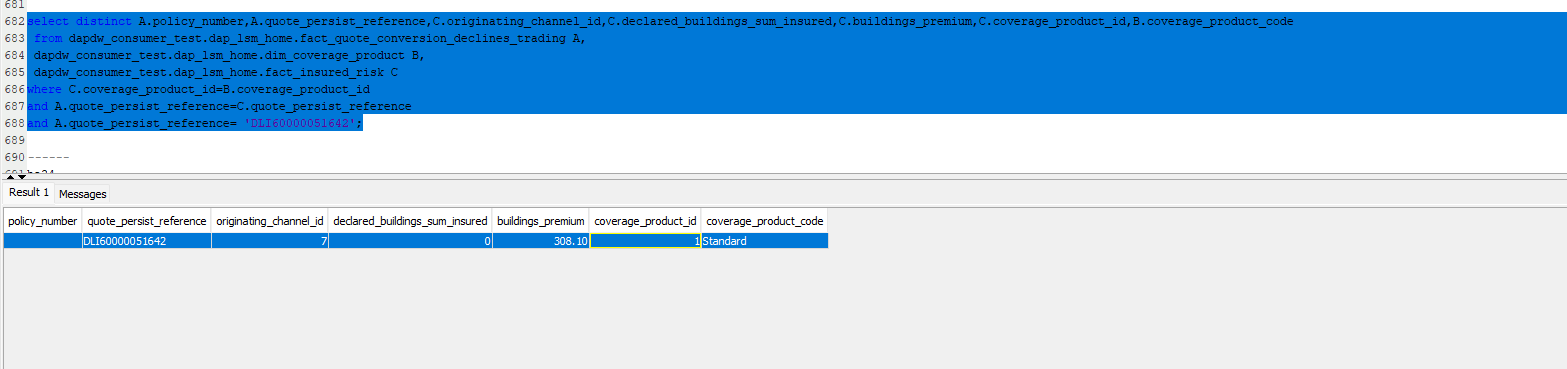 681
682 select distinct A.policy_number,A.quote_persist_reference,C.originating_channel_id,C.declared_buildings_sum_insured,C.buildings_premium,C.coverage_product_id,B.coverage_product_code
683 from dapdw_consumer_test.dap_lsm_home.fact_quote_conversion_declines_trading A,
684 dapdw_consumer_test.dap_lsm_home.dim_coverage_product B,
685 dapdw_consumer_test.dap_lsm_home.fact_insured_risk C
686 where C.coverage_product_id=B.coverage_product_id
687 and A.quote_persist_reference=C.quote_persist_reference
688 and A.quote_persist_reference= 'DLI60000051642';
689
690 ------
Result 1 Messages
policy_number quote_persist_reference originating_channel_id declared_buildings_sum_insured buildings_premium coverage_product_id coverage_product_code
DLI60000051642 7 0 308.10 1 Standard